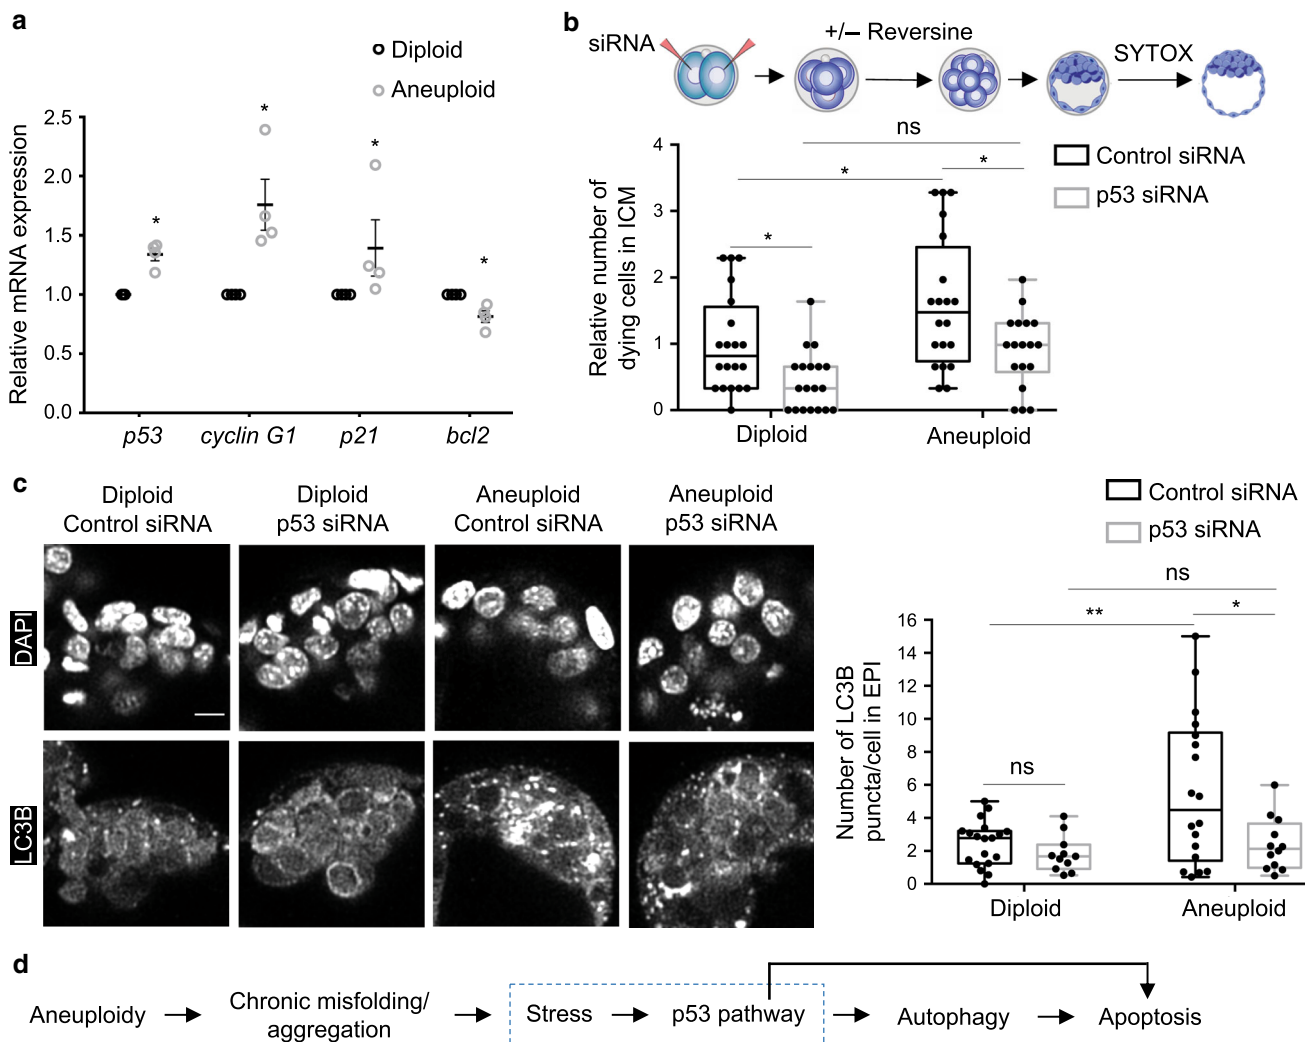 a
Diploid
Aneuploid
Relative mRNA expression
2.5
2.0
1.5
1.0
0.5
0.0
*
*
*
*
p53
cyclin G1
p21
bcl2
b
siRNA
+/– Reversine
SYTOX
Relative number of
dying cells in ICM
4
3
2
1
0
ns
*
*
*
Control siRNA
p53 siRNA
Diploid
Aneuploid
c
Diploid
Control siRNA
Diploid
p53 siRNA
Aneuploid
Control siRNA
Aneuploid
p53 siRNA
DAPI
LC3B
Control siRNA
p53 siRNA
Number of LC3B
puncta/cell in EPI
16
14
12
10
8
6
4
2
0
ns
**
*
ns
Diploid
Aneuploid
d
Aneuploidy
Chronic misfolding/
aggregation
Stress
p53 pathway
Autophagy
Apoptosis